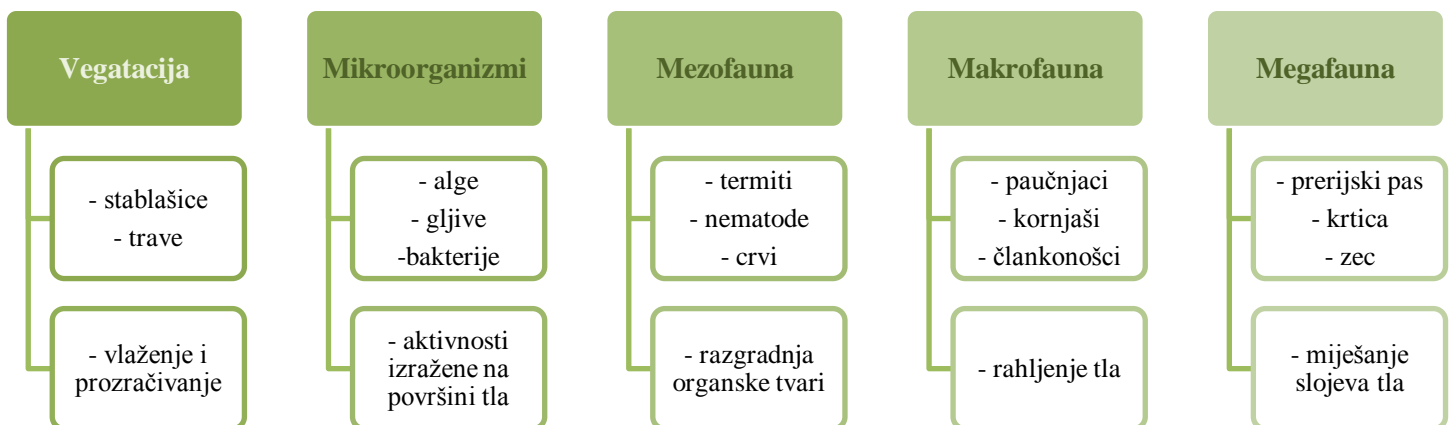 Vegatacija
- stablašice
- trave
- vlaženje i
prozračivanje
Mikroorganizmi
- alge
- gljive
-bakterije
- aktivnosti
izražene na
površini tla
Mezofauna
- termiti
- nematode
- crvi
- razgradnja
organske tvari
Makrofauna
- paučnjaci
- kornjaši
- člankonošci
- rahljenje tla
Megafauna
- prerijski pas
- krtica
- zec
- miješanje
slojeva tla